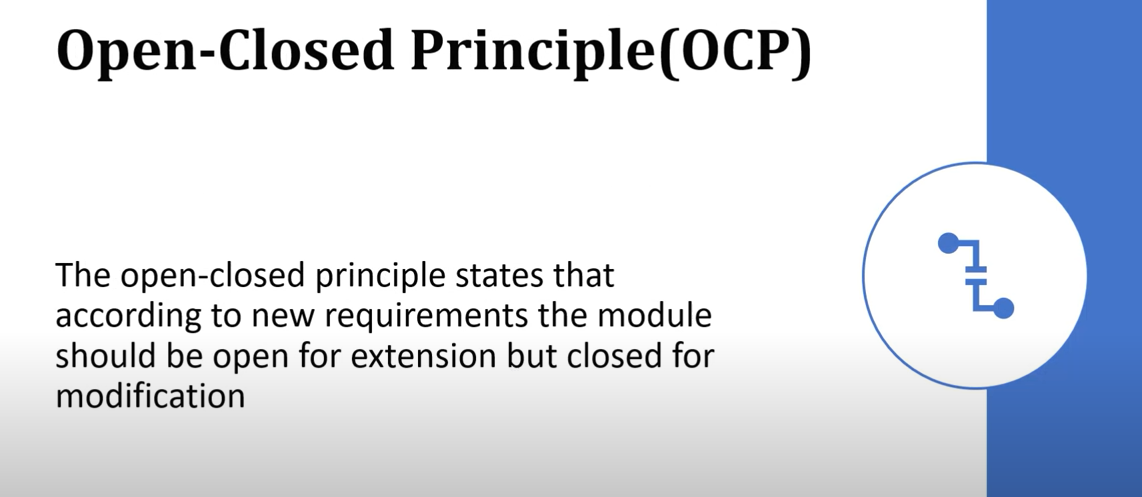 Open-Closed Principle(OCP)
The open-closed principle states that
according to new requirements the module
should be open for extension but closed for
modification